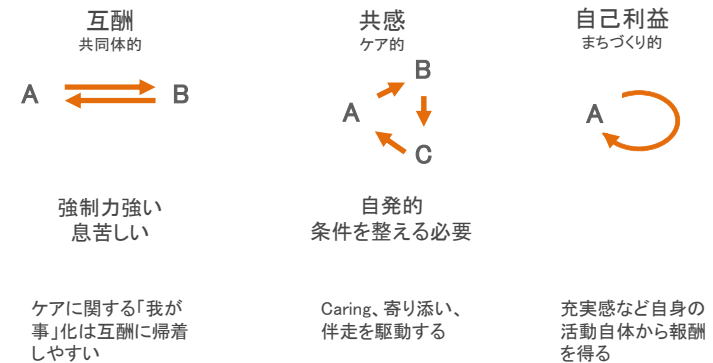 互酬
共同体的
A
B
強制力強い
息苦しい
ケアに関する「我が
事」化は互酬に帰着
しやすい
共感
ケア的
B
A
C
自発的
条件を整える必要
Caring、寄り添い、
伴走を駆動する
自己利益
まちづくり的
A
充実感など自身の
活動自体から報酬
を得る